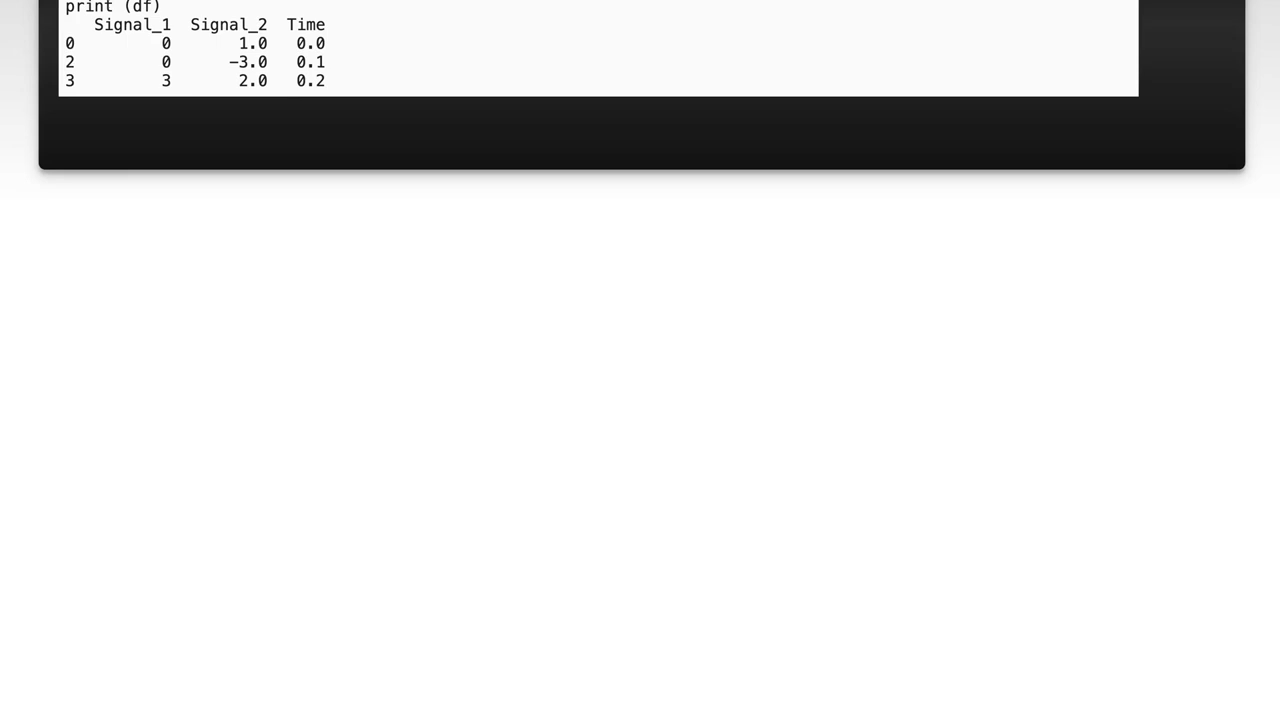 print (df)
   Signal_1  Signal_2  Time
0         0       1.0   0.0
2         0      −3.0   0.1
3         3       2.0   0.2